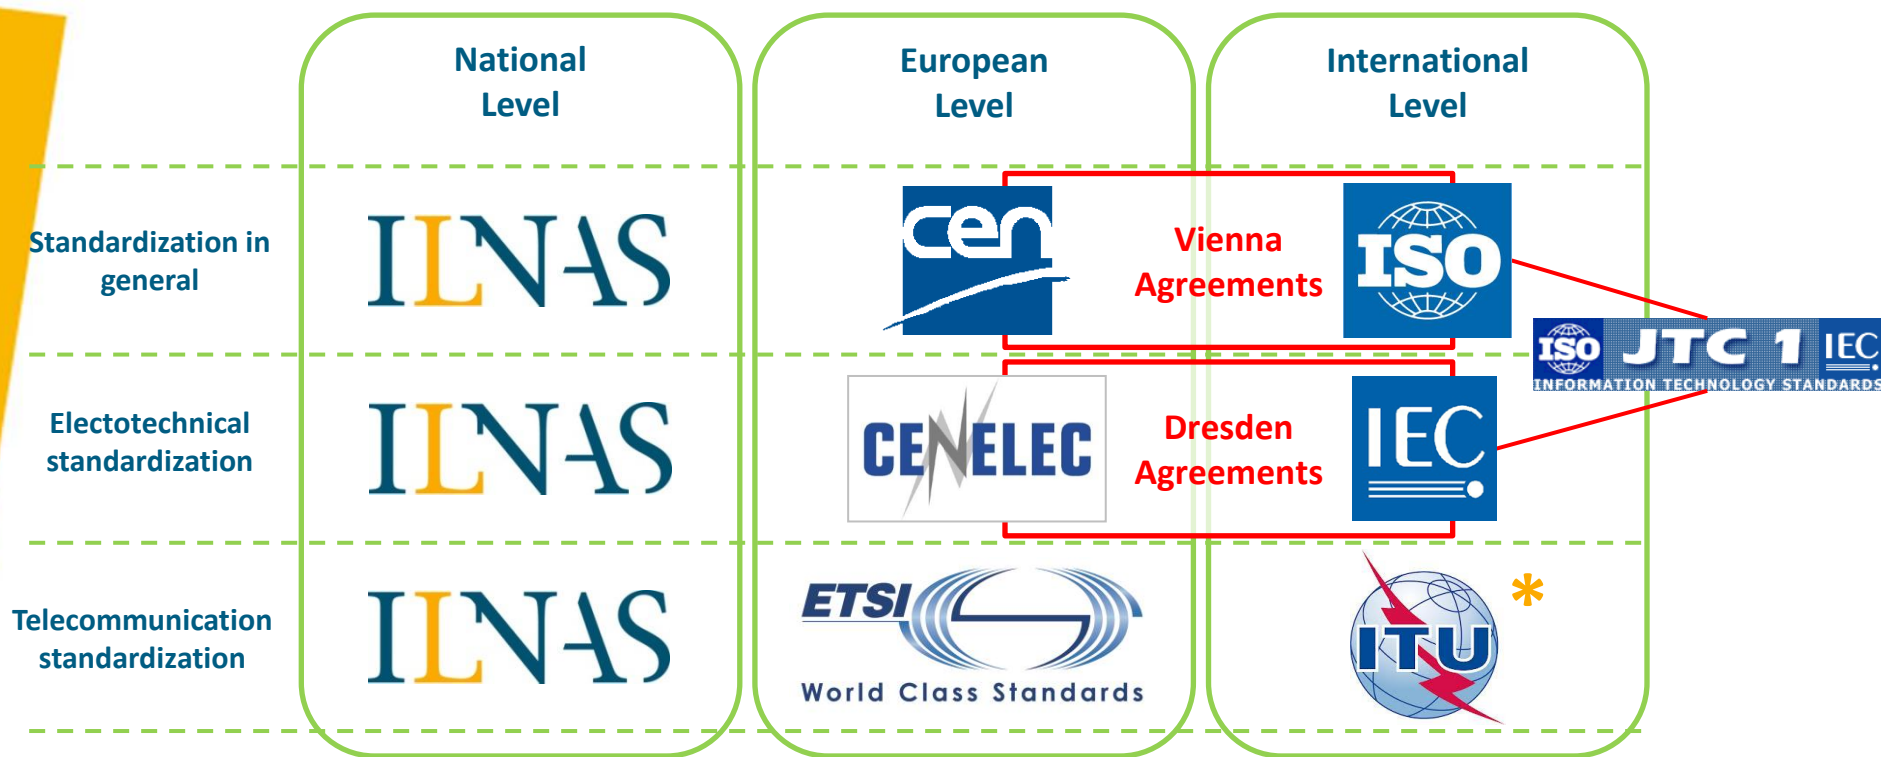 National
Level
European
Level
International
Level
Standardization in
general
ILNAS
cen
Vienna
Agreements
ISO
ISO JTC 1 IEC
INFORMATION TECHNOLOGY STANDARDS
Electotechnical
standardization
ILNAS
CENELEC
Dresden
Agreements
IEC
Telecommunication
standardization
ILNAS
ETSI
World Class Standards
ITU
*